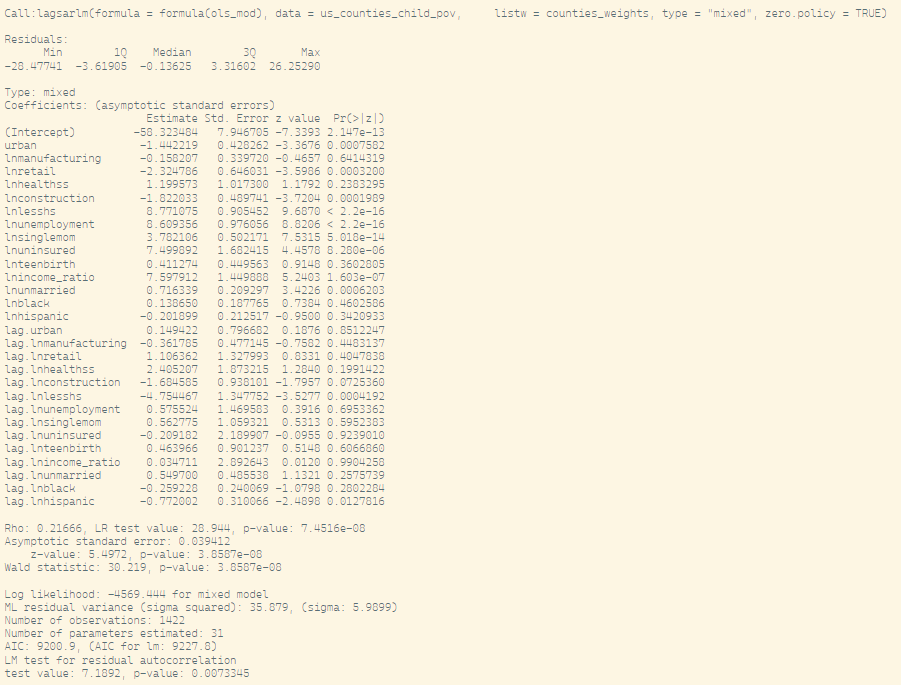 Call:lagsarlm(formula = formula(ols_mod), data = us_counties_child_pov,     listw = counties_weights, type = "mixed", zero.policy = TRUE)
Residuals:
      Min        1Q    Median        3Q       Max
-28.47741  -3.61905  -0.13625   3.31602  26.25290
Type: mixed
Coefficients: (asymptotic standard errors)
                      Estimate Std. Error z value  Pr(>|z|)
(Intercept)         -58.323484   7.946705 -7.3393 2.147e-13
urban                -1.442219   0.428262 -3.3676 0.0007582
lnmanufacturing      -0.158207   0.339720 -0.4657 0.6414319
lnretail             -2.324786   0.646031 -3.5986 0.0003200
lnhealthss            1.199573   1.017300  1.1792 0.2383295
lnconstruction       -1.822033   0.489741 -3.7204 0.0001989
lnlesshs              8.771075   0.905452  9.6870 < 2.2e-16
lnunemployment        8.609356   0.976056  8.8206 < 2.2e-16
lnsinglemom           3.782106   0.502171  7.5315 5.018e-14
lnuninsured           7.499892   1.682415  4.4578 8.280e-06
lnteenbirth           0.411274   0.449563  0.9148 0.3602805
lnincome_ratio        7.597912   1.449888  5.2403 1.603e-07
lnunmarried           0.716339   0.209297  3.4226 0.0006203
lnblack               0.138650   0.187765  0.7384 0.4602586
lnhispanic           -0.201899   0.212517 -0.9500 0.3420933
lag.urban             0.149422   0.796682  0.1876 0.8512247
lag.lnmanufacturing  -0.361785   0.477145 -0.7582 0.4483137
lag.lnretail          1.106362   1.327993  0.8331 0.4047838
lag.lnhealthss        2.405207   1.873215  1.2840 0.1991422
lag.lnconstruction   -1.684585   0.938101 -1.7957 0.0725360
lag.lnlesshs         -4.754467   1.347752 -3.5277 0.0004192
lag.lnunemployment    0.575524   1.469583  0.3916 0.6953362
lag.lnsinglemom       0.562775   1.059321  0.5313 0.5952383
lag.lnuninsured      -0.209182   2.189907 -0.0955 0.9239010
lag.lnteenbirth       0.463966   0.901237  0.5148 0.6066860
lag.lnincome_ratio    0.034711   2.892643  0.0120 0.9904258
lag.lnunmarried       0.549700   0.485538  1.1321 0.2575739
lag.lnblack          -0.259228   0.240069 -1.0798 0.2802284
lag.lnhispanic       -0.772002   0.310066 -2.4898 0.0127816
Rho: 0.21666, LR test value: 28.944, p-value: 7.4516e-08
Asymptotic standard error: 0.039412
    z-value: 5.4972, p-value: 3.8587e-08
Wald statistic: 30.219, p-value: 3.8587e-08
Log likelihood: -4569.444 for mixed model
ML residual variance (sigma squared): 35.879, (sigma: 5.9899)
Number of observations: 1422
Number of parameters estimated: 31
AIC: 9200.9, (AIC for lm: 9227.8)
LM test for residual autocorrelation
test value: 7.1892, p-value: 0.0073345